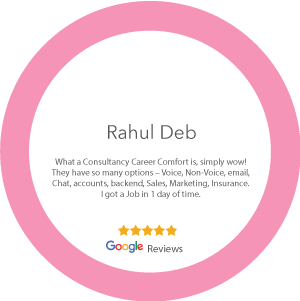 Rahul Deb
What a Consultancy Career Comfort is, simply wow!
They have so many options – Voice, Non-Voice, email,
Chat, accounts, backend, Sales, Marketing, Insurance.
I got a Job in 1 day of time.
Google Reviews